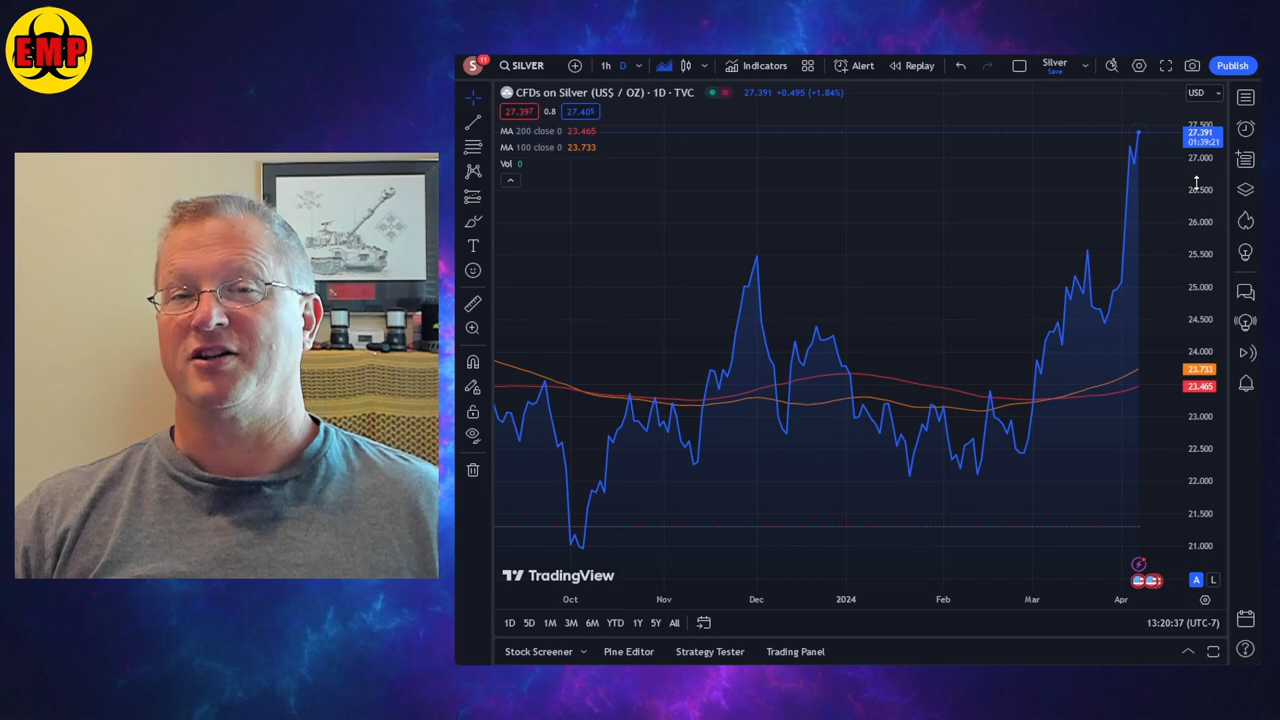 EMP
S
11
SILVER
1h
D
Indicators
Alert
Replay
Silver
Save
Publish
CFDs on Silver (US$ / OZ) · 1D · TVC
27.391 +0.495 (+1.84%)
USD
27.397
0.8
27.405
MA 200 close 0 23.465
MA 100 close 0 23.733
Vol 0
27.500
27.391
01:39:21
27.000
26.500
26.000
25.500
25.000
24.500
24.000
23.733
23.465
23.000
22.500
22.000
21.500
21.000
TradingView
A
L
Oct
Nov
Dec
2024
Feb
Mar
Apr
1D
5D
1M
3M
6M
YTD
1Y
5Y
All
13:20:37 (UTC-7)
Stock Screener
Pine Editor
Strategy Tester
Trading Panel